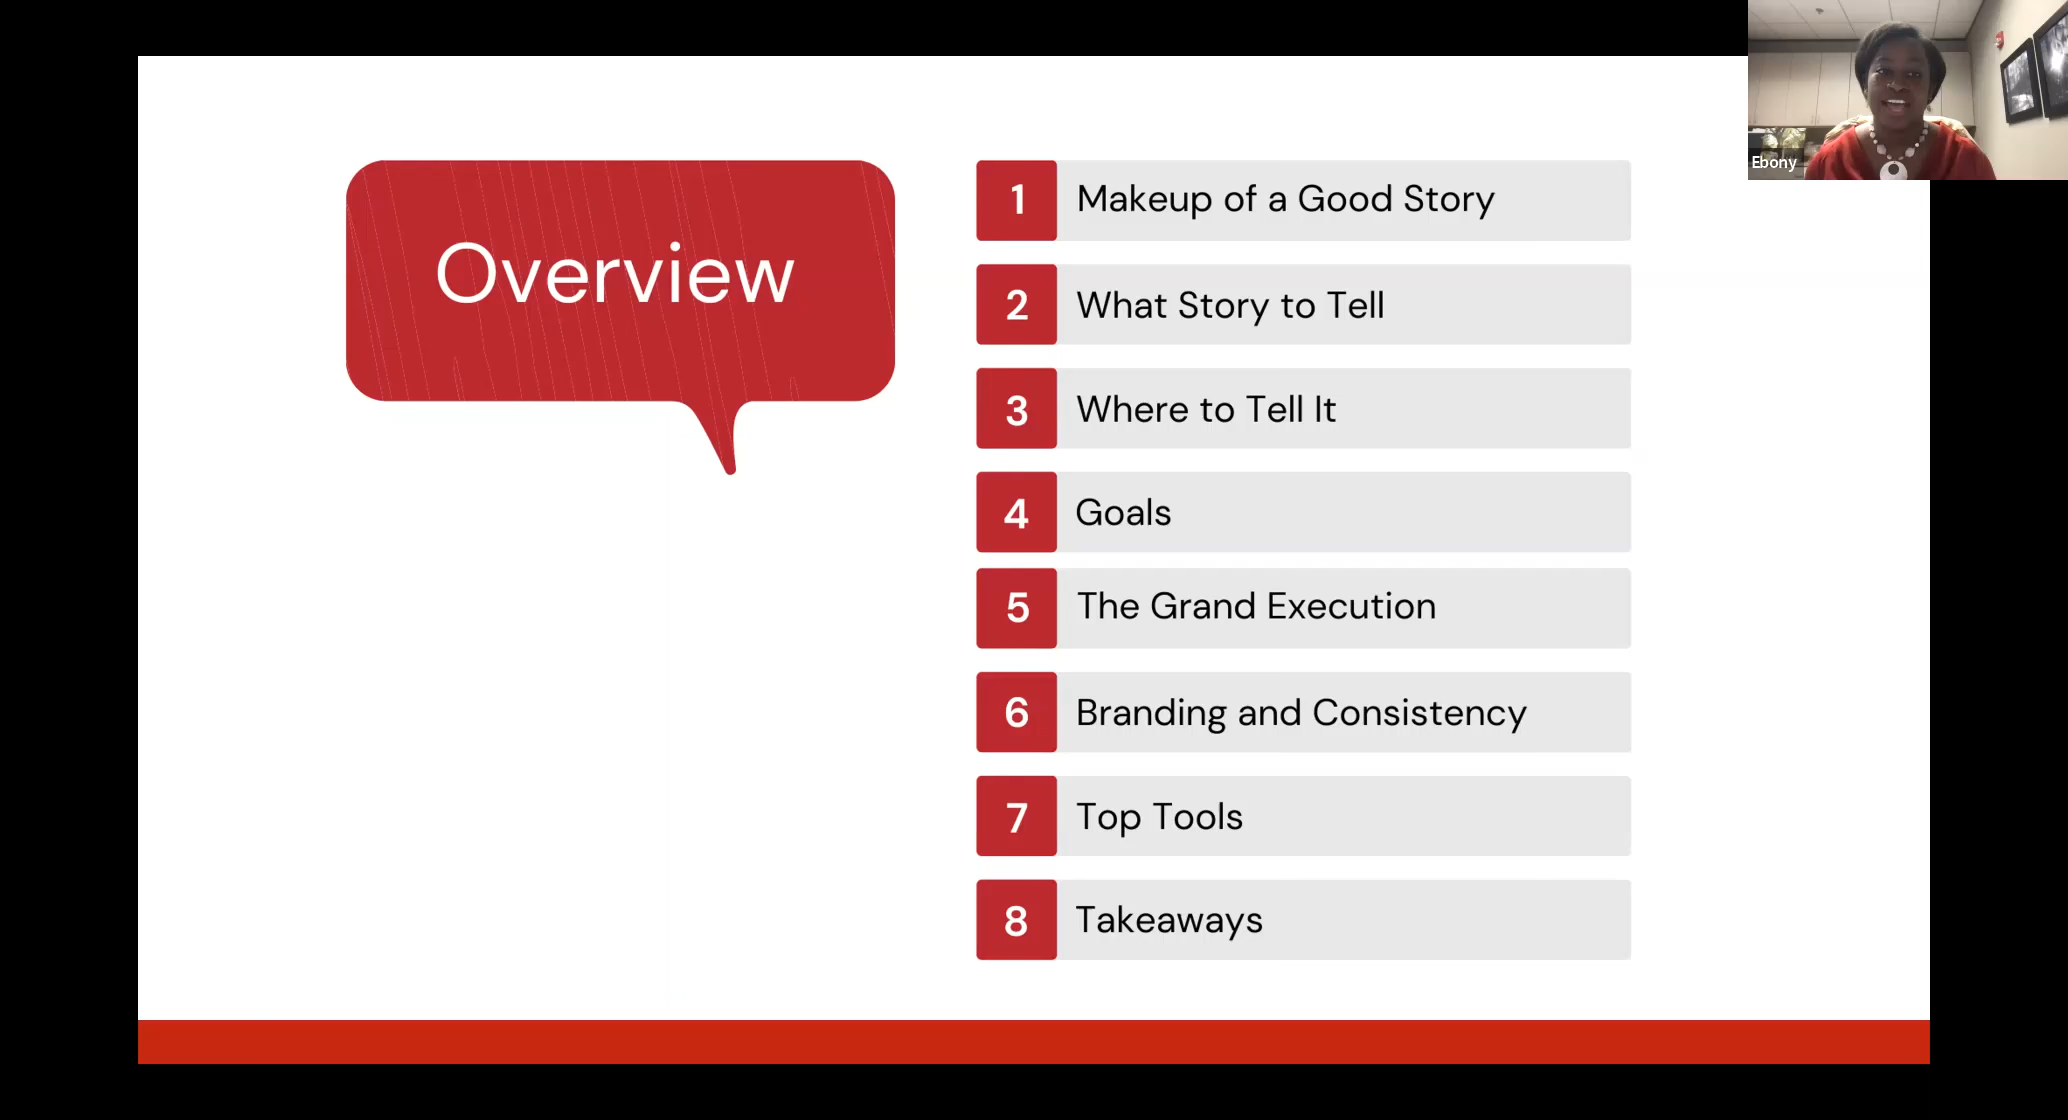 Overview
1 Makeup of a Good Story
2 What Story to Tell
3 Where to Tell It
4 Goals
5 The Grand Execution
6 Branding and Consistency
7 Top Tools
8 Takeaways
Ebony